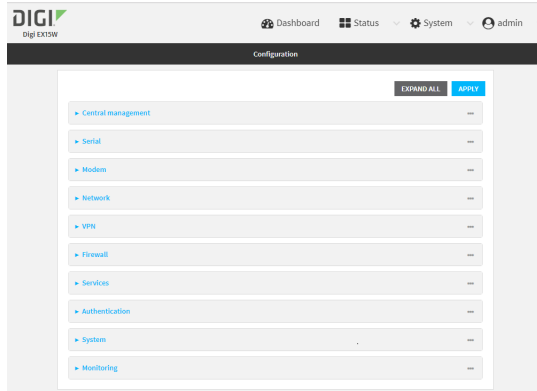 DIGI
Digi EX15W
Dashboard Status System admin
Configuration
EXPAND ALL APPLY
Central management
Serial
Modem
Network
VPN
Firewall
Services
Authentication
System
Monitoring